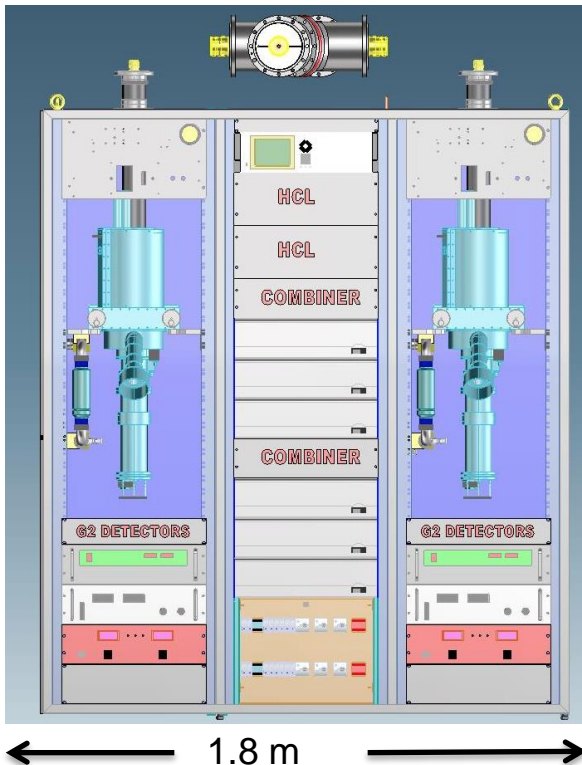 HCL
HCL
COMBINER
COMBINER
G2 DETECTORS
G2 DETECTORS
1.8 m